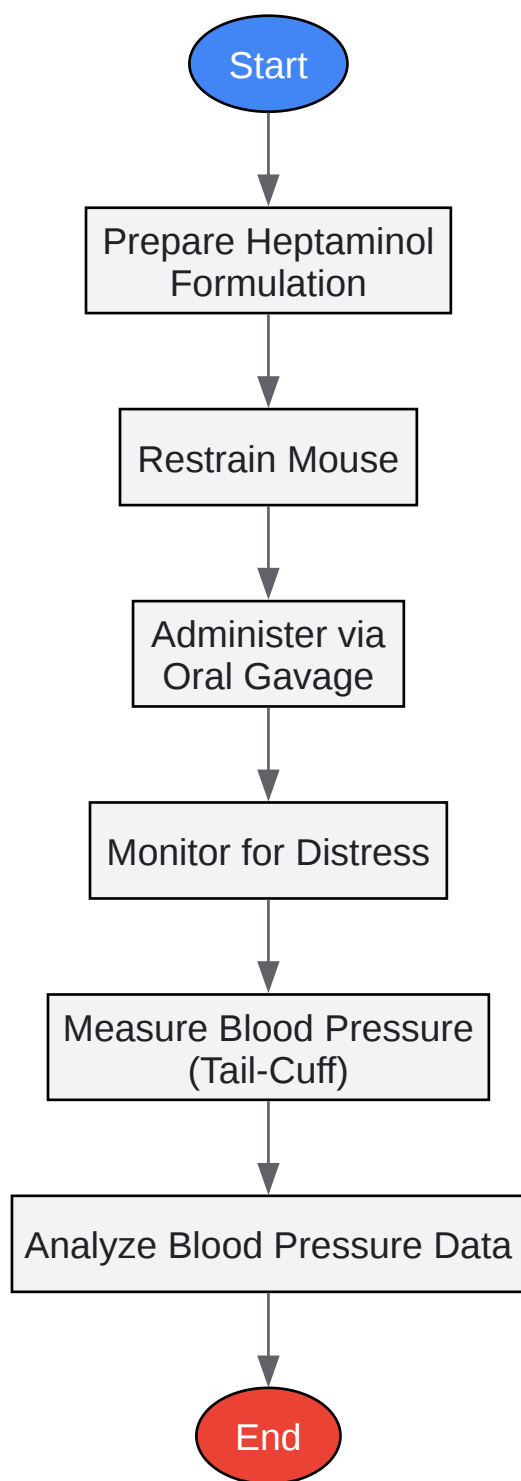 Start
Prepare Heptaminol
Formulation
Restrain Mouse
Administer via
Oral Gavage
Monitor for Distress
Measure Blood Pressure
(Tail-Cuff)
Analyze Blood Pressure Data
End